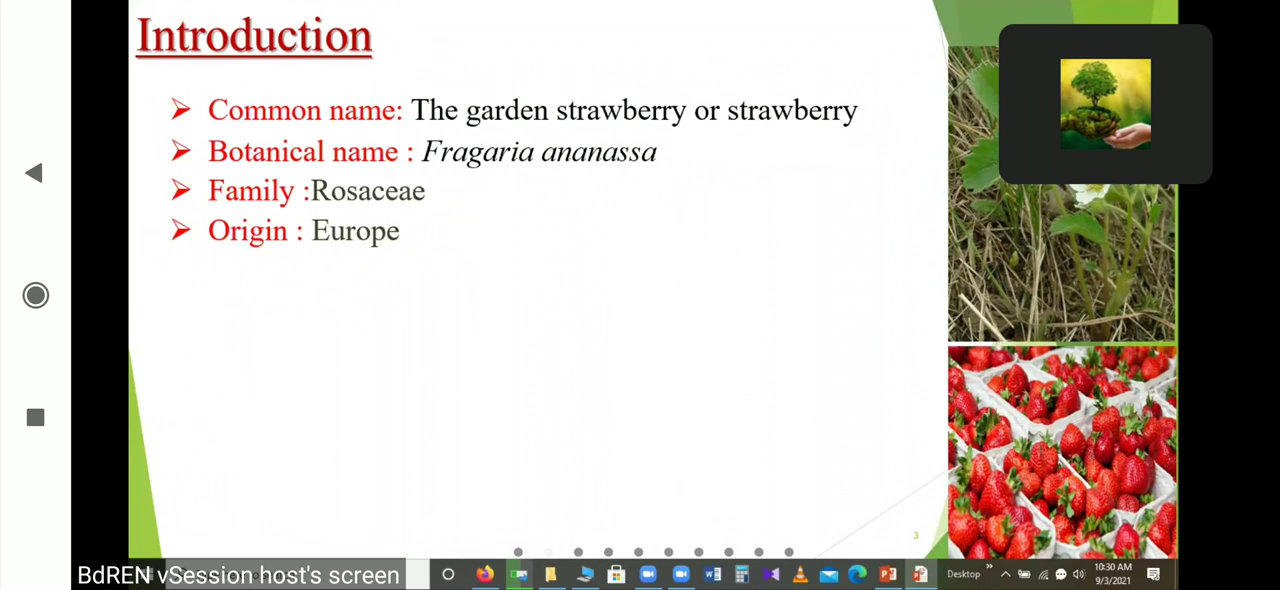 Introduction
Common name: The garden strawberry or strawberry
Botanical name : Fragaria ananassa
Family :Rosaceae
Origin : Europe
3
BdREN vSession host's screen
Desktop
10:30 AM
9/3/2021